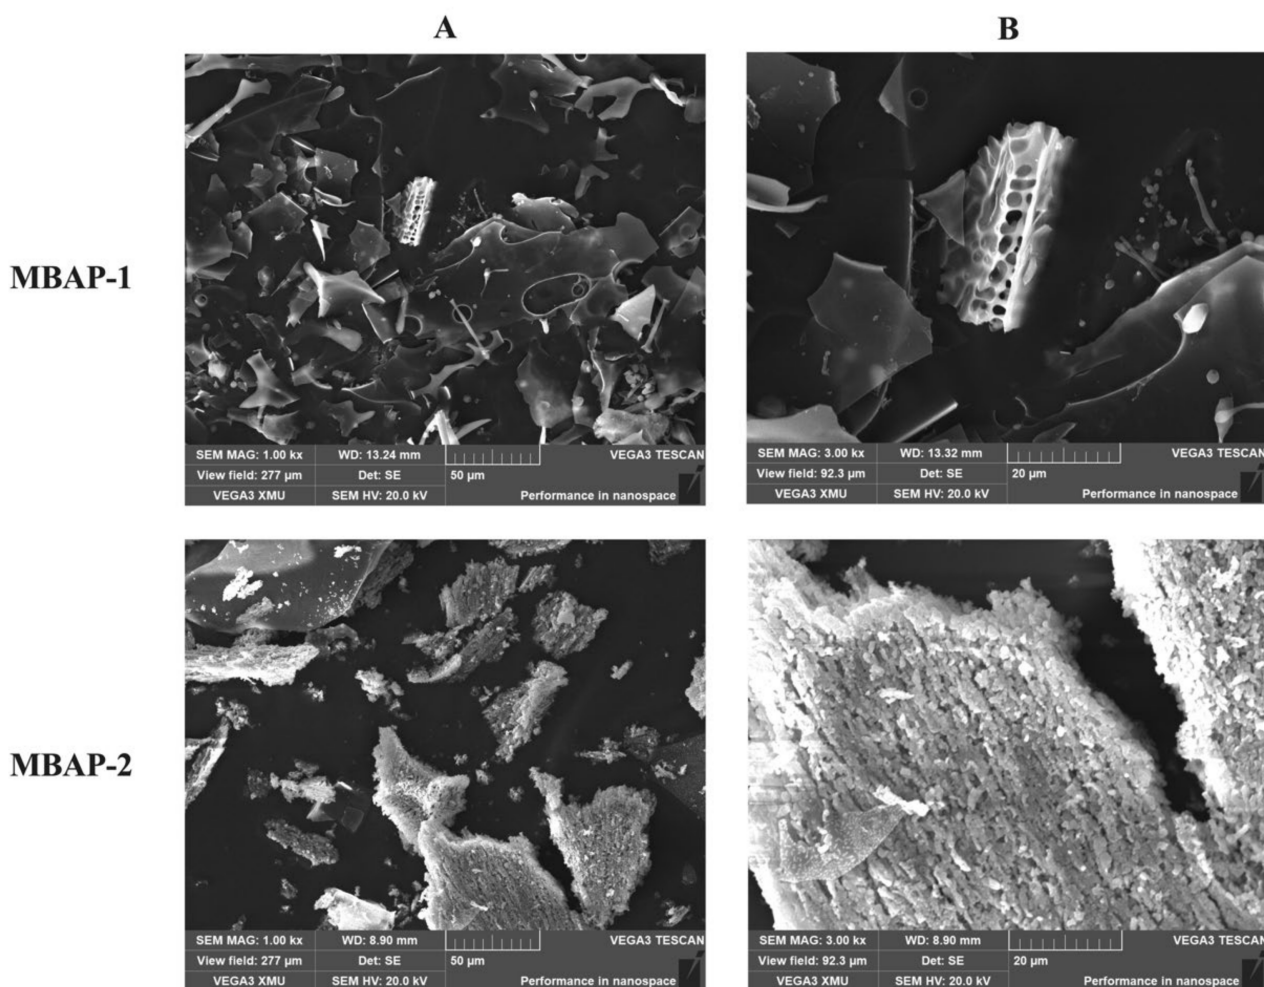 A
B
MBAP-1
SEM MAG: 1.00 kx WD: 13.24 mm VEGA3 TESCAN
View field: 277 µm Det: SE 50 µm
VEGA3 XMU SEM HV: 20.0 kV Performance in nanospace
SEM MAG: 3.00 kx WD: 13.32 mm VEGA3 TESCAN
View field: 92.3 µm Det: SE 20 µm
VEGA3 XMU SEM HV: 20.0 kV Performance in nanospace
MBAP-2
SEM MAG: 1.00 kx WD: 8.90 mm VEGA3 TESCAN
View field: 277 µm Det: SE 50 µm
VEGA3 XMU SEM HV: 20.0 kV Performance in nanospace
SEM MAG: 3.00 kx WD: 8.90 mm VEGA3 TESCAN
View field: 92.3 µm Det: SE 20 µm
VEGA3 XMU SEM HV: 20.0 kV Performance in nanospace